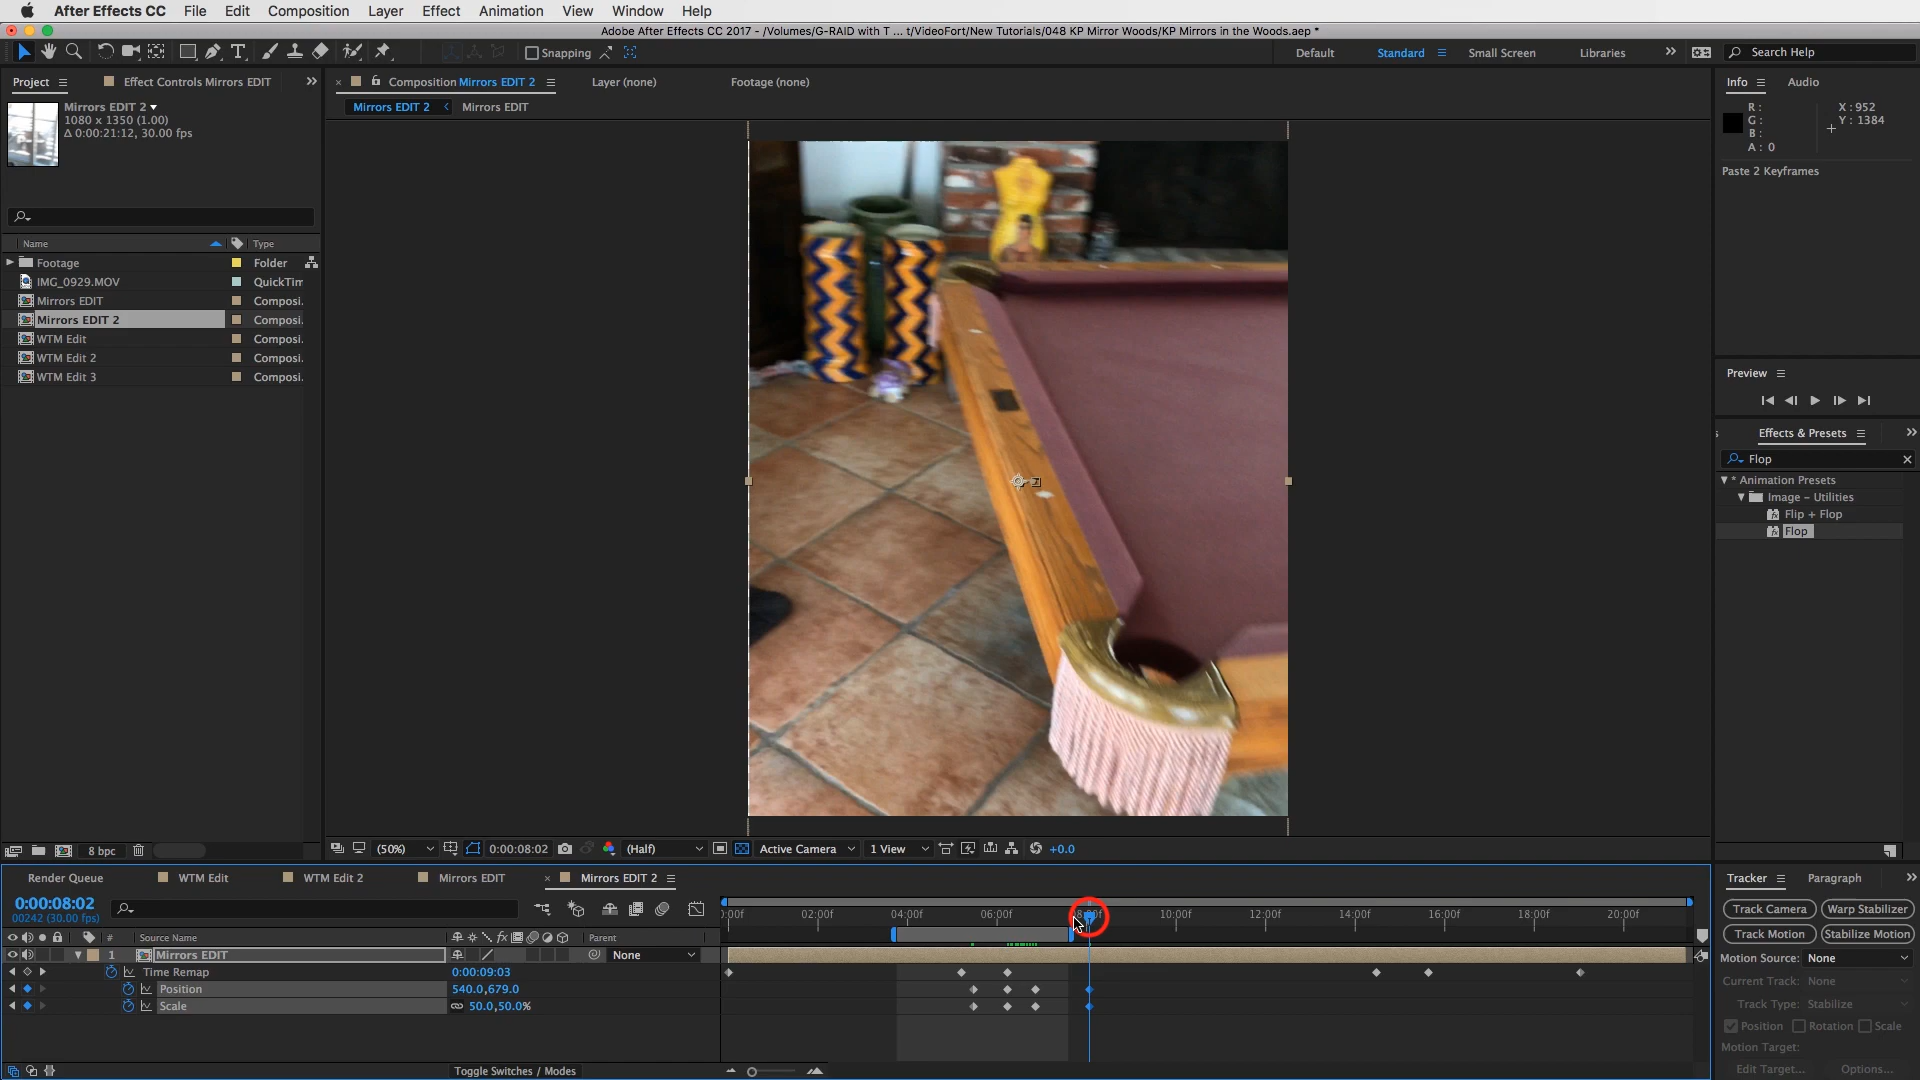 After Effects CC File Edit Composition Layer Effect Animation View Window Help
Adobe After Effects CC 2017 - /Volumes/G-RAID with T ... t/VideoFort/New Tutorials/048 KP Mirror Woods/KP Mirrors in the Woods.aep *
Snapping Default Standard Small Screen Libraries Search Help
Project Effect Controls Mirrors EDIT
Mirrors EDIT 2
1080 x 1350 (1.00)
Δ 0:00:21:12, 30.00 fps
Name Type
Footage Folder
IMG_0929.MOV QuickTim
Mirrors EDIT Composi.
Mirrors EDIT 2 Composi.
WTM Edit Composi.
WTM Edit 2 Composi.
WTM Edit 3 Composi.
8 bpc
Composition Mirrors EDIT 2 Layer (none) Footage (none)
Mirrors EDIT 2 Mirrors EDIT
(50%) 0:00:08:02 (Half) Active Camera 1 View +0.0
Info Audio
R : X : 952
G : Y : 1384
B :
A : 0
Paste 2 Keyframes
Preview
Effects & Presets
Flop
* Animation Presets
Image – Utilities
Flip + Flop
Flop
Render Queue WTM Edit WTM Edit 2 Mirrors EDIT Mirrors EDIT 2
0:00:08:02
00242 (30.00 fps)
):00f 02:00f 04:00f 06:00f 10:00f 12:00f 14:00f 16:00f 18:00f 20:00f
# Source Name Parent
1 Mirrors EDIT None
Time Remap 0:00:09:03
Position 540.0,679.0
Scale 50.0,50.0%
Toggle Switches / Modes
Tracker Paragraph
Track Camera Warp Stabilizer
Track Motion Stabilize Motion
Motion Source: None
Current Track: None
Track Type: Stabilize
Position Rotation Scale
Motion Target:
Edit Target... Options...